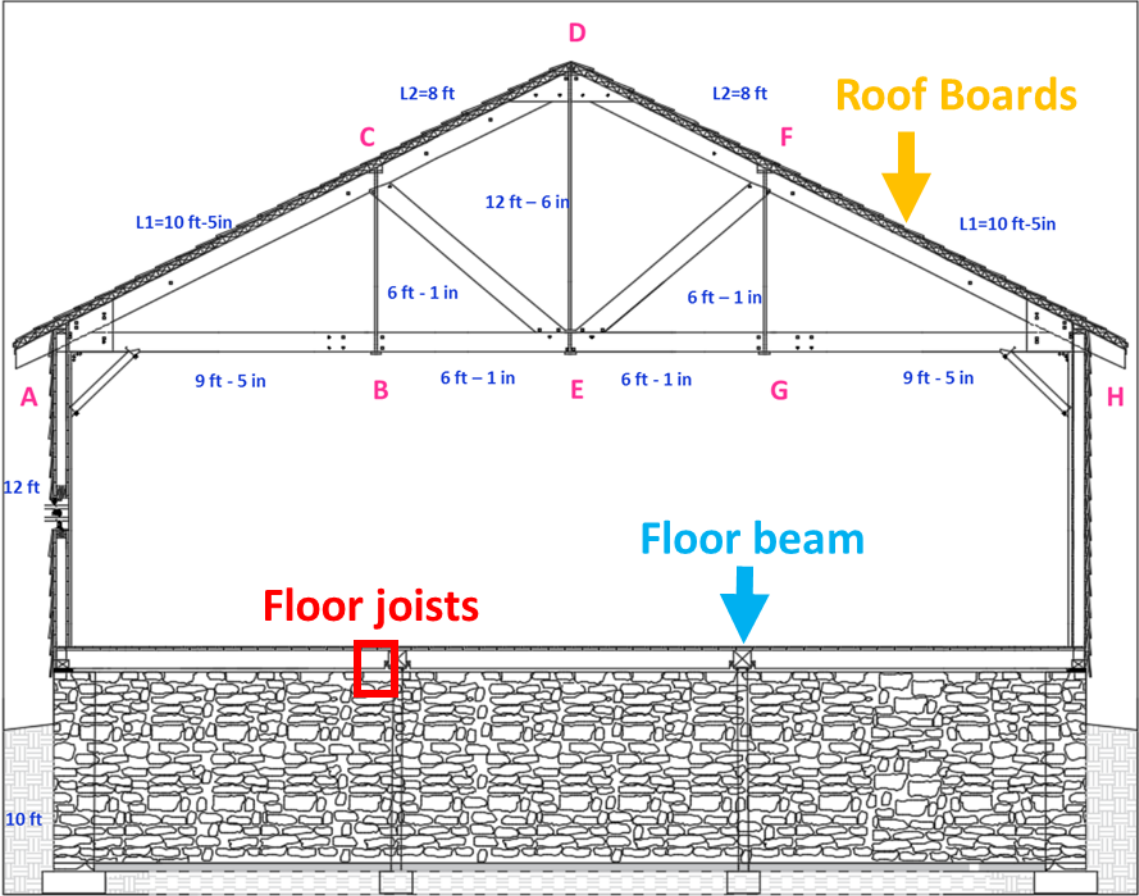 D
L2=8 ft
L2=8 ft
Roof Boards
C
F
12 ft – 6 in
L1=10 ft-5in
L1=10 ft-5in
6 ft - 1 in
6 ft – 1 in
9 ft - 5 in
6 ft – 1 in
6 ft - 1 in
9 ft - 5 in
A
B
E
G
H
12 ft
Floor beam
Floor joists
10 ft